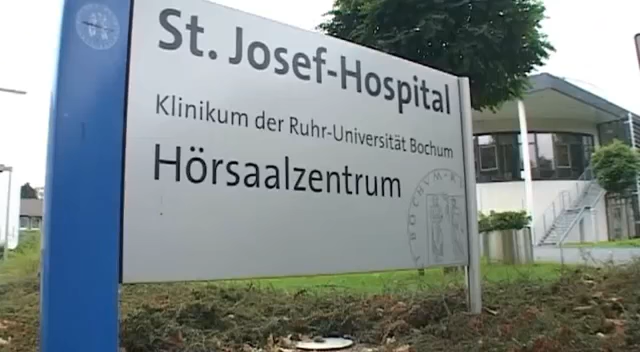 St. Josef-Hospital
Klinikum der Ruhr-Universität Bochum
Hörsaalzentrum